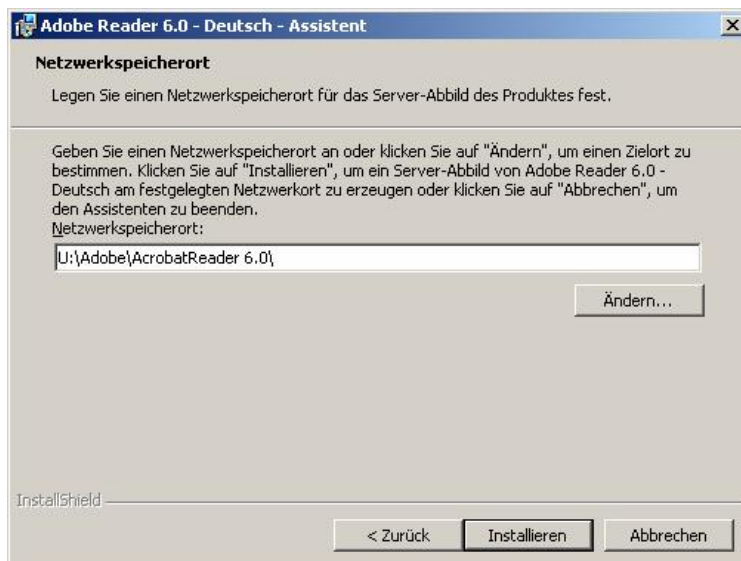 Adobe Reader 6.0 - Deutsch - Assistent
Netzwerkspeicherort
Legen Sie einen Netzwerkspeicherort für das Server-Abbild des Produktes fest.
Geben Sie einen Netzwerkspeicherort an oder klicken Sie auf "Ändern", um einen Zielort zu
bestimmen. Klicken Sie auf "Installieren", um ein Server-Abbild von Adobe Reader 6.0 -
Deutsch am festgelegten Netzwerkort zu erzeugen oder klicken Sie auf "Abbrechen", um
den Assistenten zu beenden.
Netzwerkspeicherort:
U:\Adobe\AcrobatReader 6.0\
Ändern...
InstallShield
< Zurück Installieren Abbrechen